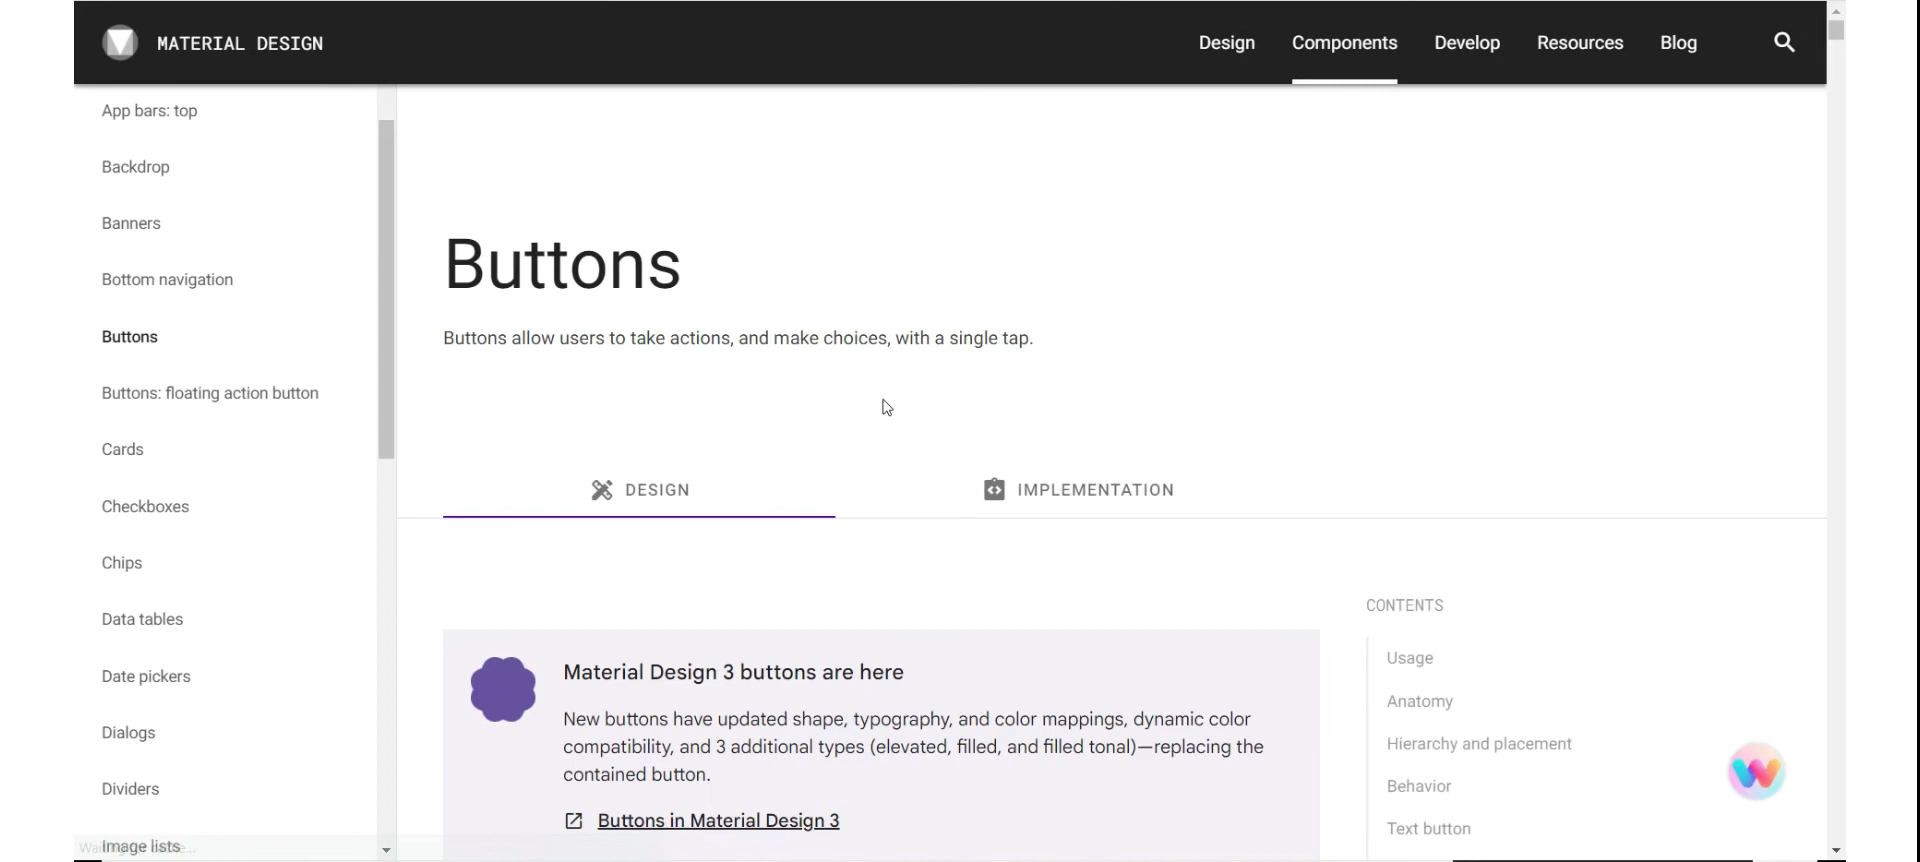 MATERIAL DESIGN
Design
Components
Develop
Resources
Blog
App bars: top
Backdrop
Banners
Bottom navigation
Buttons
Buttons: floating action button
Cards
Checkboxes
Chips
Data tables
Date pickers
Dialogs
Dividers
Image lists
Buttons
Buttons allow users to take actions, and make choices, with a single tap.
DESIGN
IMPLEMENTATION
Material Design 3 buttons are here
New buttons have updated shape, typography, and color mappings, dynamic color
compatibility, and 3 additional types (elevated, filled, and filled tonal)—replacing the
contained button.
Buttons in Material Design 3
CONTENTS
Usage
Anatomy
Hierarchy and placement
Behavior
Text button